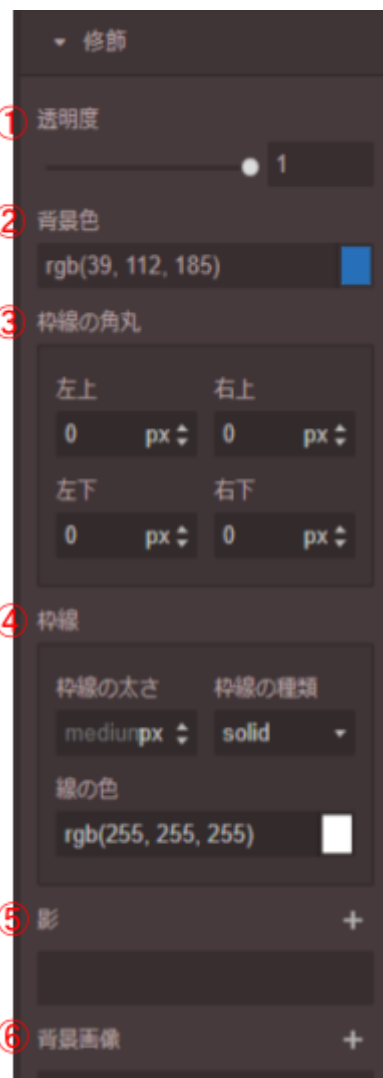 修飾
① 透明度
1
② 背景色
rgb(39, 112, 185)
③ 枠線の角丸
左上 右上
0 px 0 px
左下 右下
0 px 0 px
④ 枠線
枠線の太さ 枠線の種類
medium px solid
線の色
rgb(255, 255, 255)
⑤ 影 +
⑥ 背景画像 +